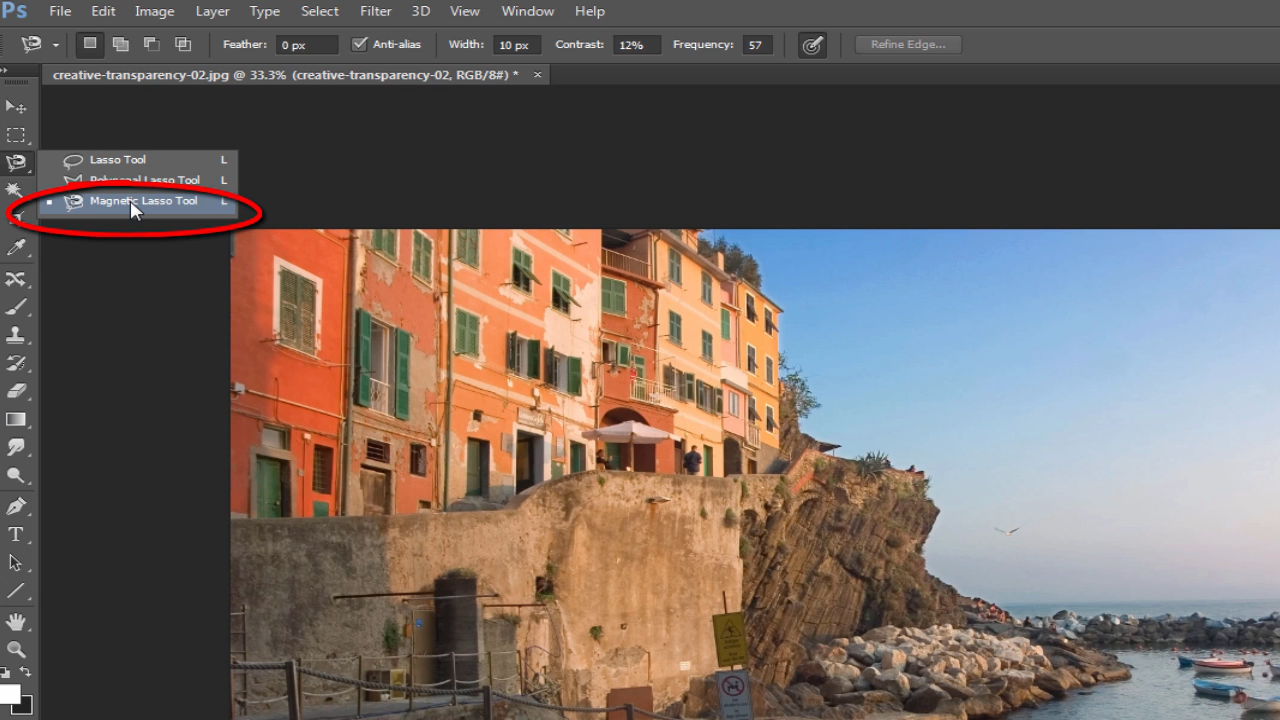 Ps File Edit Image Layer Type Select Filter 3D View Window Help
Feather: 0 px Anti-alias Width: 10 px Contrast: 12% Frequency: 57 Refine Edge...
creative-transparency-02.jpg @ 33.3% (creative-transparency-02, RGB/8#) * ×
Lasso Tool L
Polygonal Lasso Tool L
Magnetic Lasso Tool L
T